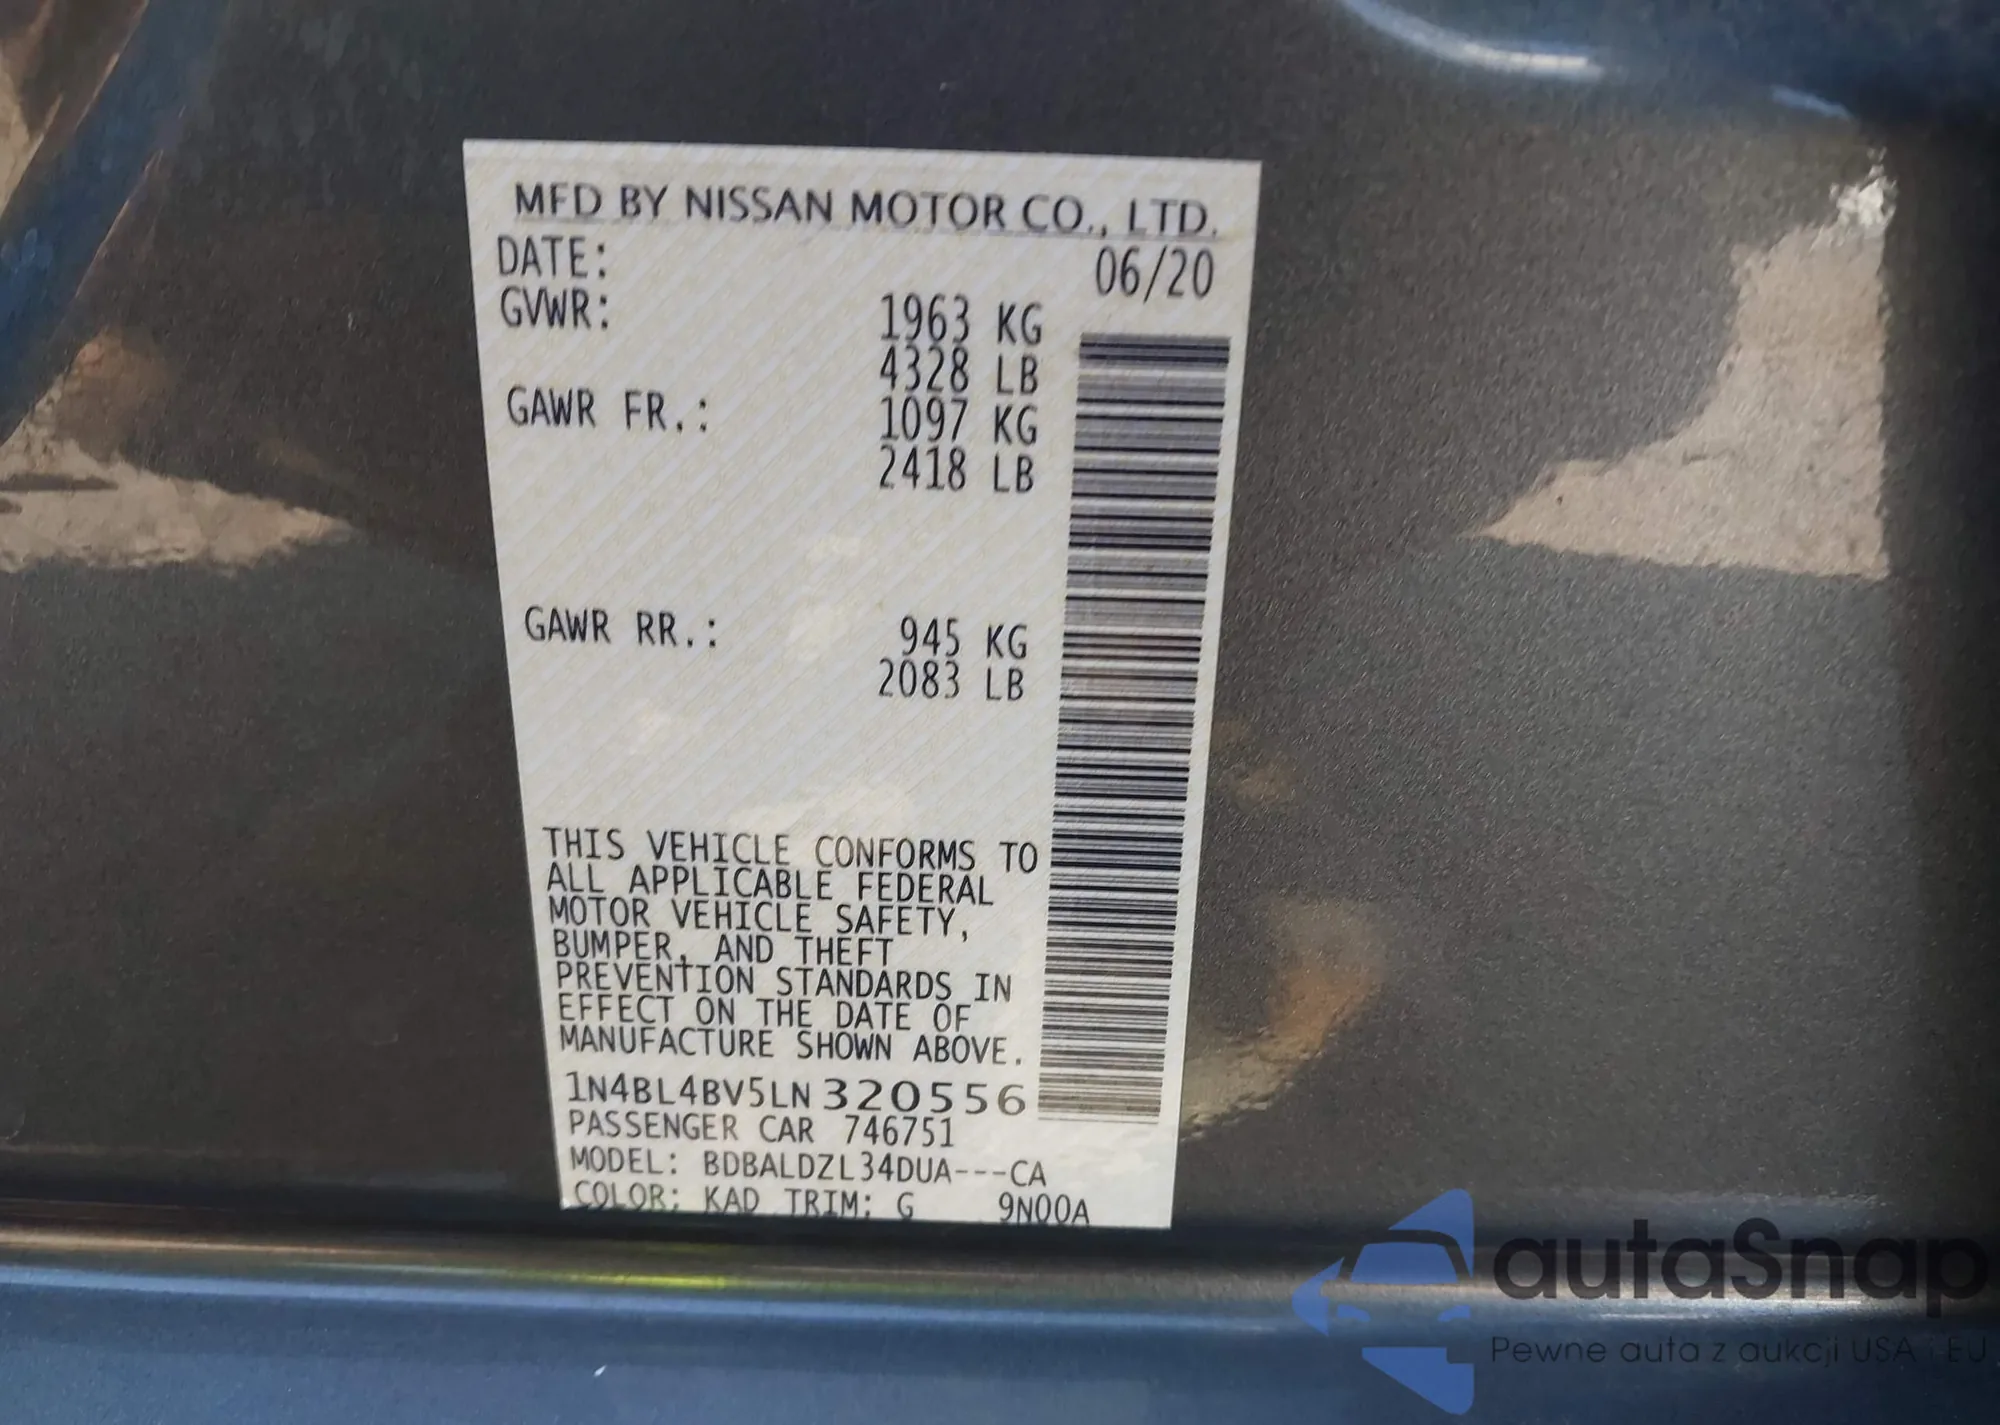 MFD BY NISSAN MOTOR CO., LTD.
DATE: 06/20
GVWR: 1963 KG
4328 LB
GAWR FR.: 1097 KG
2418 LB
GAWR RR.: 945 KG
2083 LB
THIS VEHICLE CONFORMS TO
ALL APPLICABLE FEDERAL
MOTOR VEHICLE SAFETY,
BUMPER, AND THEFT
PREVENTION STANDARDS IN
EFFECT ON THE DATE OF
MANUFACTURE SHOWN ABOVE.
1N4BL4BV5LN320556
PASSENGER CAR 746751
MODEL: BDBALDZL34DUA---CA
COLOR: KAD TRIM: G 9N00A
autaSnap
Pewne auta z aukcji USA i EU